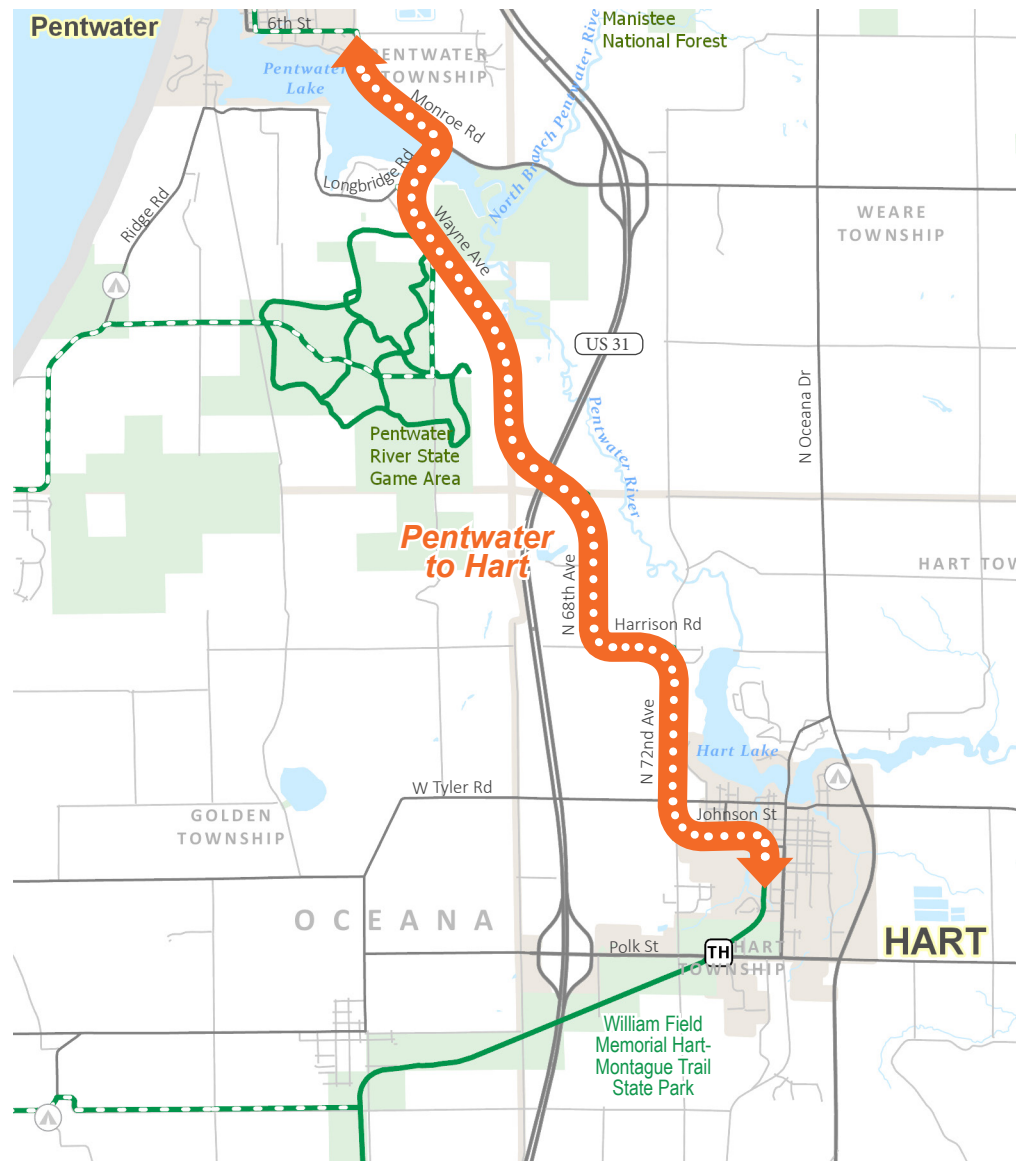 Pentwater
6th St
Manistee
National Forest
PENTWATER
TOWNSHIP
Pentwater
Lake
Monroe Rd
North Branch Pentwater River
Longbridge Rd
Ridge Rd
Wayne Ave
WEARE
TOWNSHIP
US 31
N Oceana Dr
Pentwater River
Pentwater
River State
Game Area
Pentwater
to Hart
HART TOW
N 68th Ave
Harrison Rd
N 72nd Ave
Hart Lake
W Tyler Rd
Johnson St
GOLDEN
TOWNSHIP
OCEANA
HART
Polk St
TH
HART
TOWNSHIP
William Field
Memorial Hart-
Montague Trail
State Park